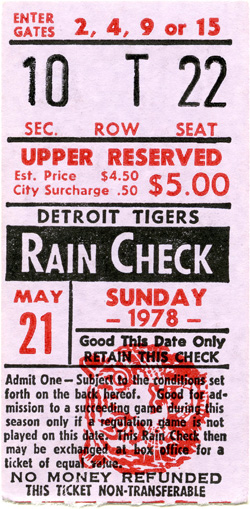 ENTER GATES 2, 4, 9 or 15
10 T 22
SEC. ROW SEAT
UPPER RESERVED
Est. Price $4.50
City Surcharge .50 $5.00
DETROIT TIGERS
RAIN CHECK
MAY 21
SUNDAY
- 1978 -
Good This Date Only
RETAIN THIS CHECK
Admit One — Subject to the conditions set
forth on the back hereof. Good for ad-
mission to a succeeding game during this
season only if a regulation game is not
played on this date. This Rain Check then
may be exchanged at box office for a
ticket of equal value.
NO MONEY REFUNDED
THIS TICKET NON-TRANSFERABLE